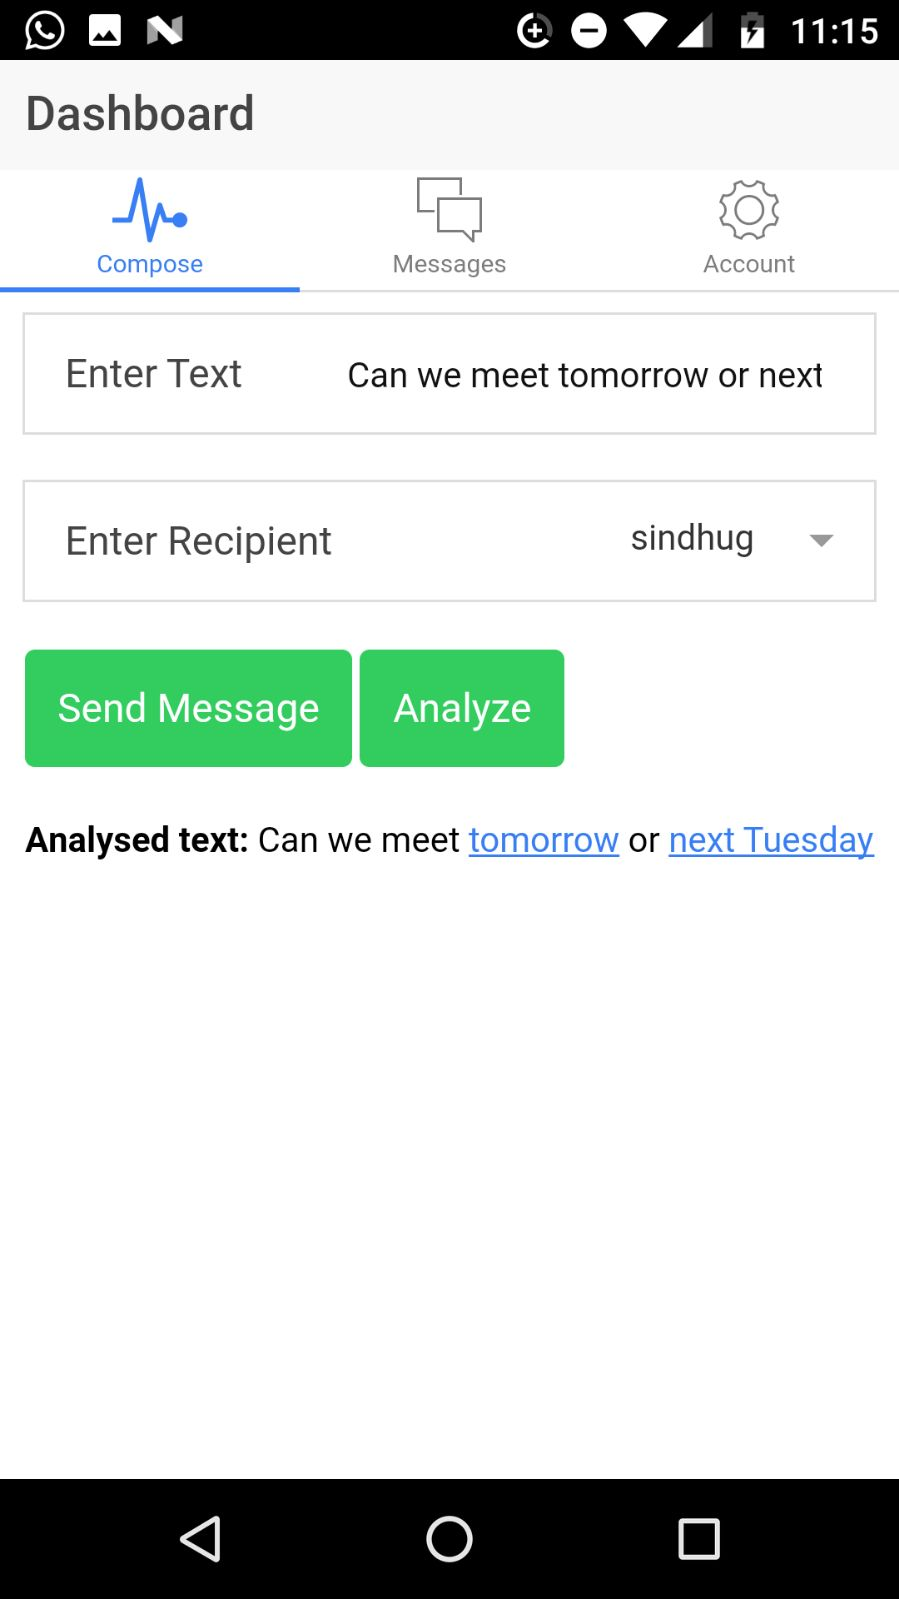 11:15
Dashboard
Compose Messages Account
Enter Text Can we meet tomorrow or next
Enter Recipient sindhug
Send Message Analyze
Analysed text: Can we meet tomorrow or next Tuesday